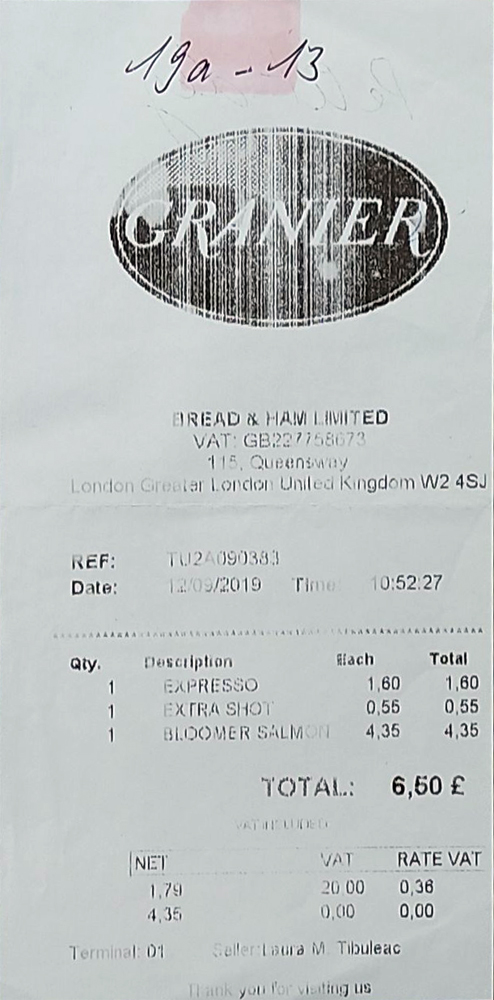 19a - 13
GRANIER
BREAD & HAM LIMITED
VAT: GB227758673
115, Queensway
London Greater London United Kingdom W2 4SJ
REF: TU2A090383
Date: 12/09/2019 Time: 10:52:27
Qty. Description Each Total
1 EXPRESSO 1,60 1,60
1 EXTRA SHOT 0,55 0,55
1 BLOOMER SALMON 4,35 4,35
TOTAL: 6,50 £
VAT INCLUDED
NET VAT RATE VAT
1,79 20.00 0,36
4,35 0,00 0,00
Terminal: 01 Seller: Laura M. Tibuleac
Thank you for visiting us